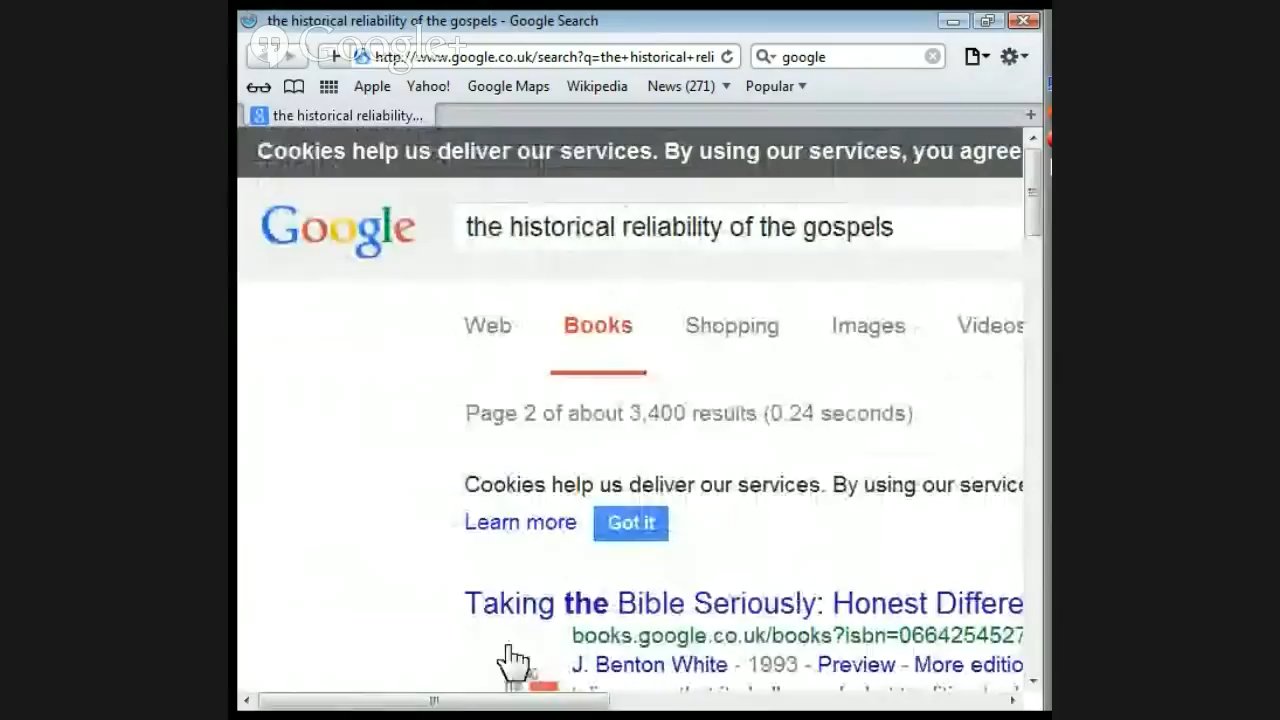 the historical reliability of the gospels - Google Search
Google+
http://www.google.co.uk/search?q=the+historical+reli
google
Apple Yahoo! Google Maps Wikipedia News (271) Popular
the historical reliability...
Cookies help us deliver our services. By using our services, you agree
Google the historical reliability of the gospels
Web Books Shopping Images Videos
Page 2 of about 3,400 results (0.24 seconds)
Cookies help us deliver our services. By using our service
Learn more Got it
Taking the Bible Seriously: Honest Differe
books.google.co.uk/books?isbn=0664254527
J. Benton White - 1993 - Preview - More editio